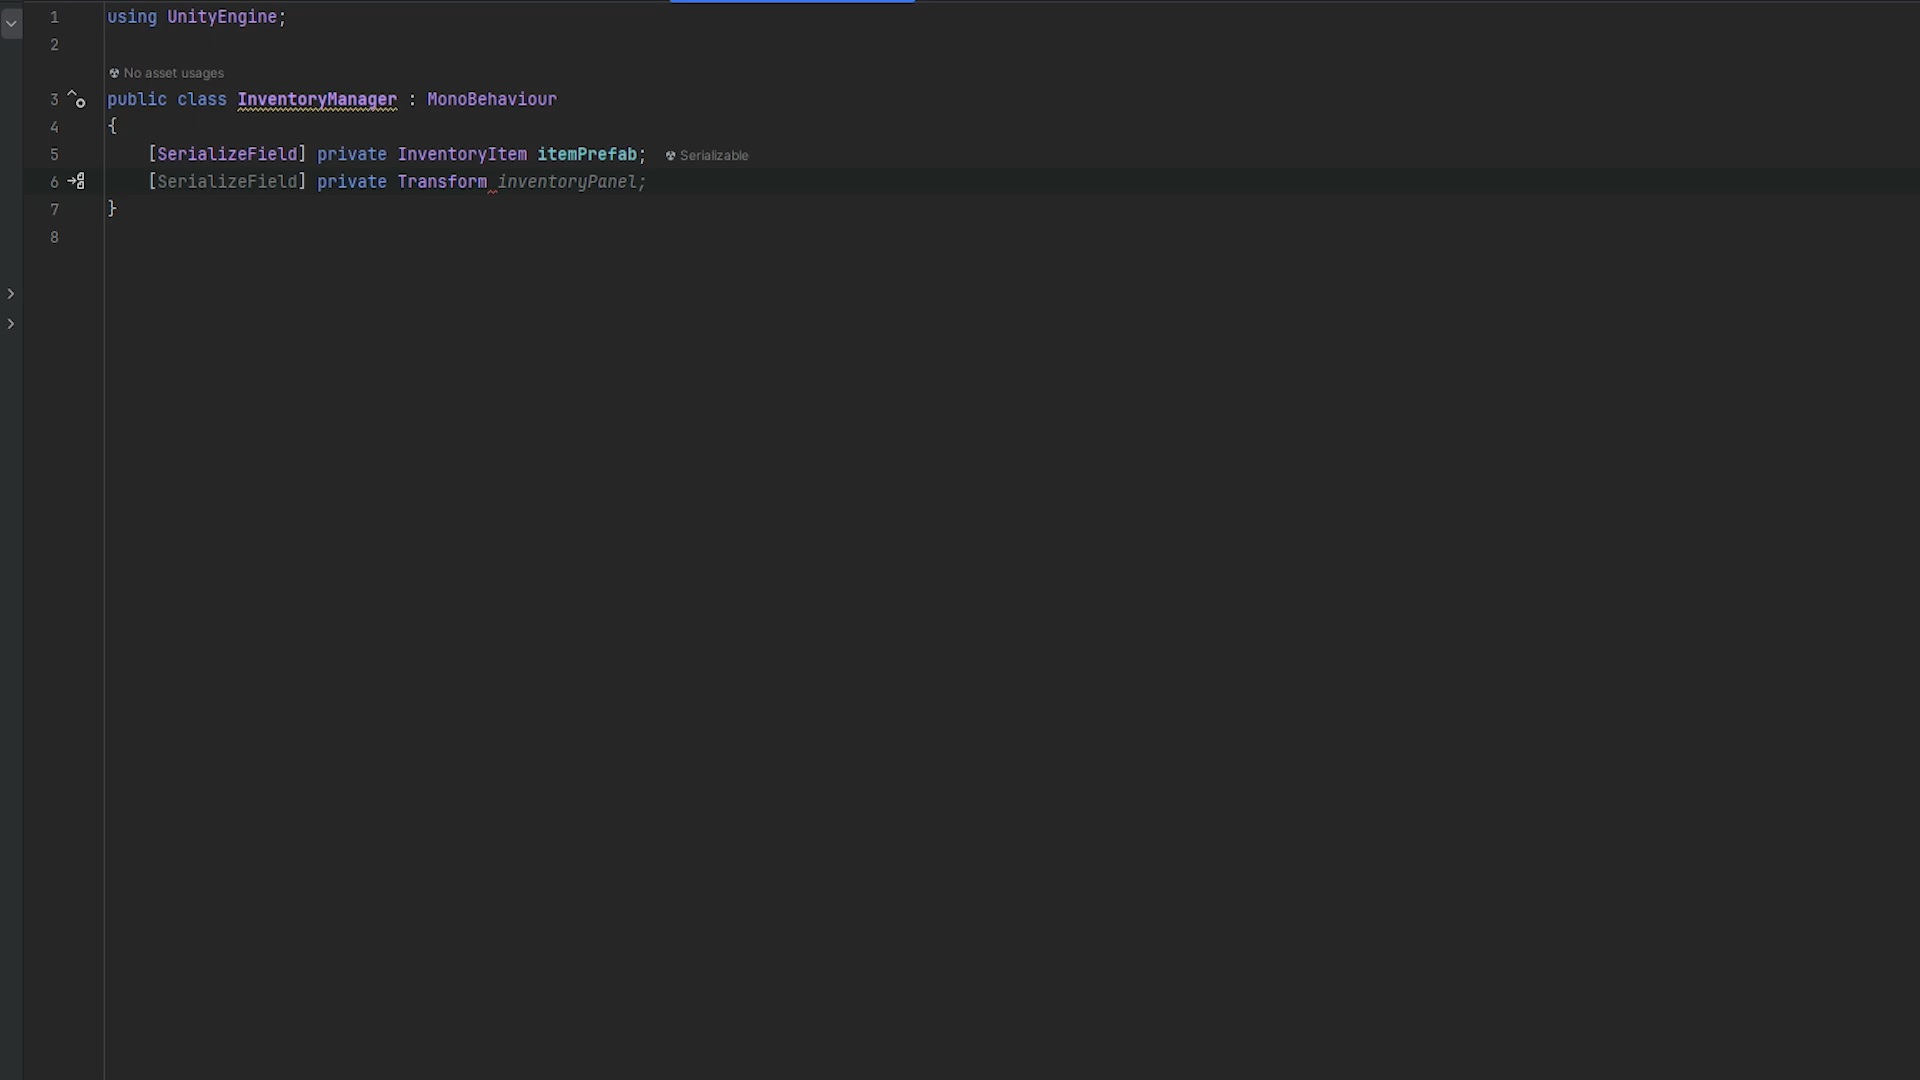 1 using UnityEngine;
2
No asset usages
3 public class InventoryManager : MonoBehaviour
4 {
5 [SerializeField] private InventoryItem itemPrefab; Serializable
6 [SerializeField] private Transform inventoryPanel;
7 }
8